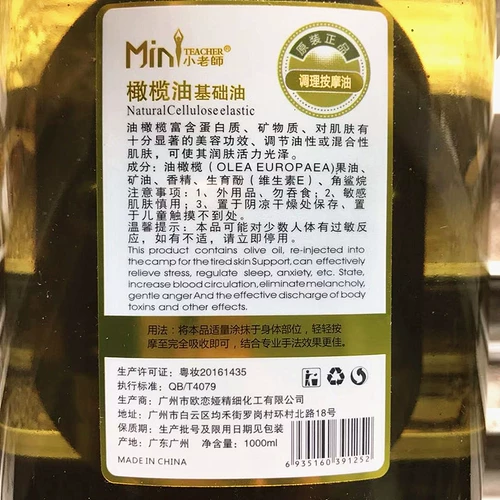 Mini TEACHER®
小老師
原装正品
调理按摩油
橄榄油基础油
NaturalCelluloseelastic
油橄榄富含蛋白质、矿物质、对肌肤有
十分显著的美容功效、调节油性或混合性
肌肤，可使其润肤活力光泽。
成分：油橄榄（OLEA EUROPAEA)果油、
矿油、香精、生育酚（维生素E）、角鲨烷
注意事项：1、外用品、勿吞食；2、敏感
肌肤慎用；3、置于阴凉干燥处保存、置
于儿童触摸不到处。
温馨提示：本品可能对少数人体有过敏反
应，如有不适，请立即停用。
This product contains olive oil, re-injected into
the camp for the tired skin Support,can effectively
relieve stress, regulate sleep, anxiety, etc. State,
increase blood circulation,eliminate melancholy,
gentle anger And the effective discharge of body
toxins and other effects.
用法：将本品适量涂抹于身体部位，轻轻按
摩至完全吸收即可，结合专业手法效果更佳。
生产许可证：粤妆20161435
执行标准：QB/T4079
生产商：广州市欧恋娅精细化工有限公司
地址：广州市白云区均禾街罗岗村环村北路18号
生产批号及限用日期见包装
产地：广东广州 净含量：1000ml
MADE IN CHINA
6 935160 391252